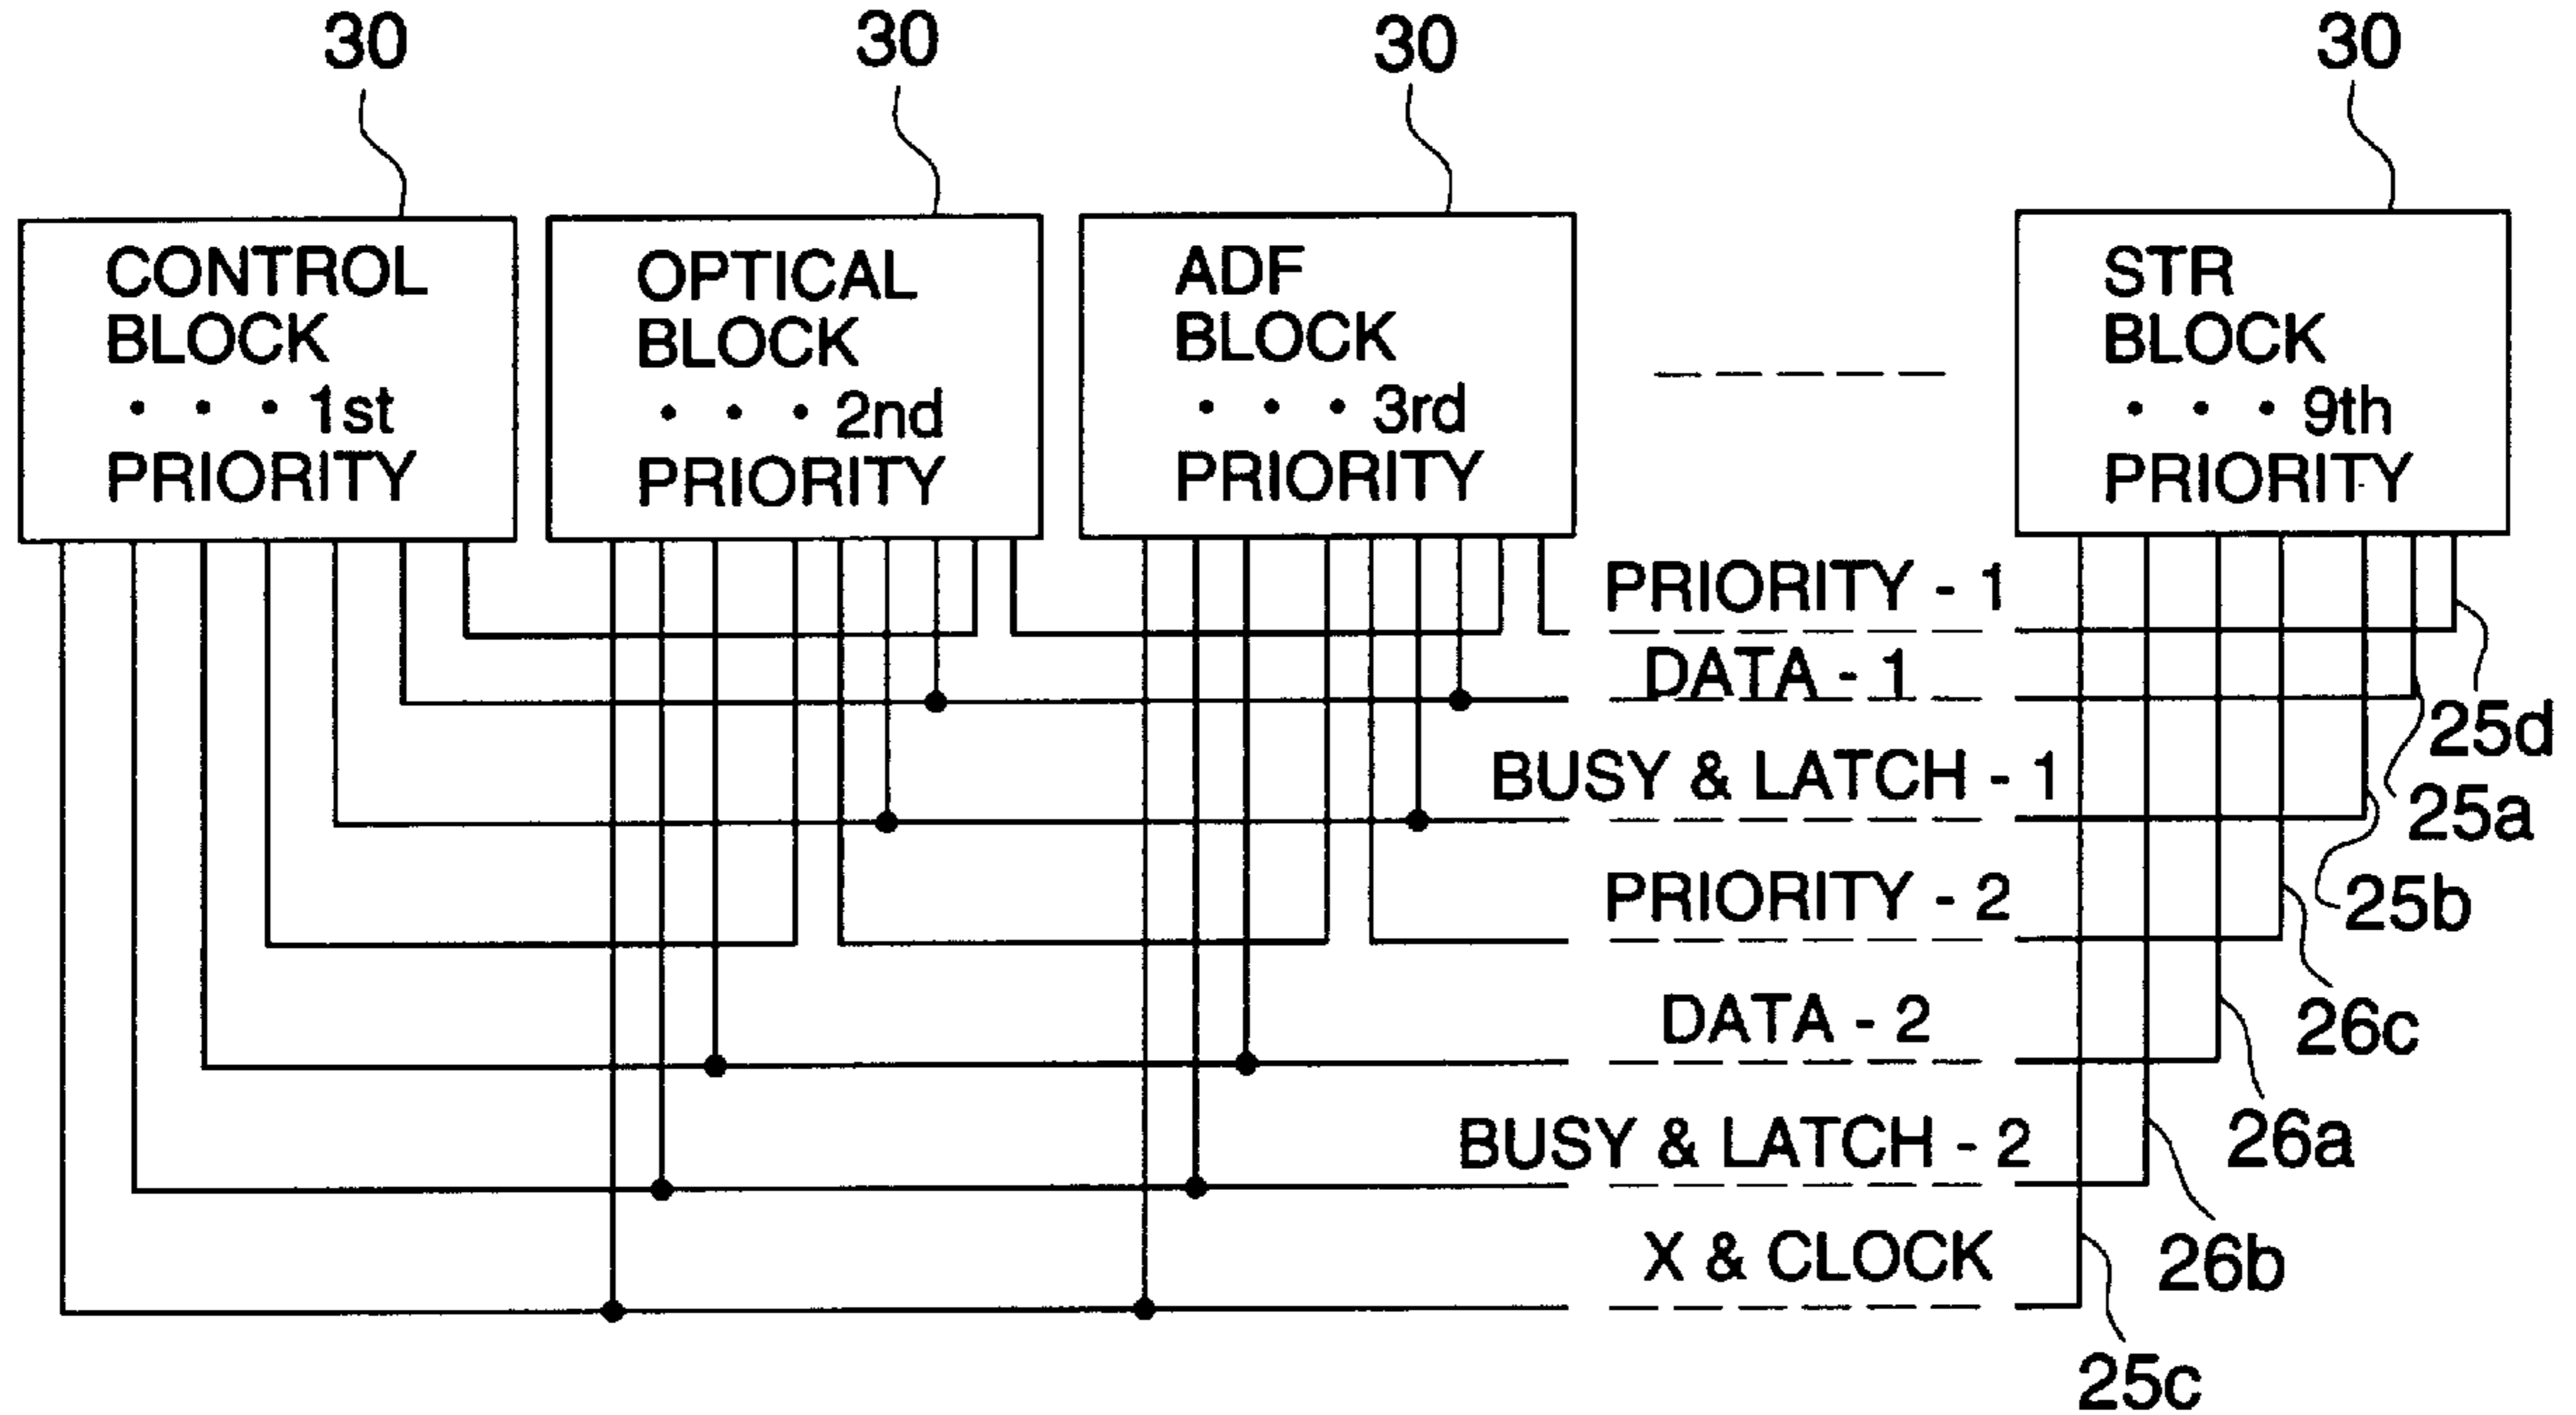 30
30
30
30
CONTROL
BLOCK
• • • 1st
PRIORITY
OPTICAL
BLOCK
• • • 2nd
PRIORITY
ADF
BLOCK
• • • 3rd
PRIORITY
STR
BLOCK
• • • 9th
PRIORITY
PRIORITY - 1
DATA - 1
BUSY & LATCH - 1
PRIORITY - 2
DATA - 2
BUSY & LATCH - 2
X & CLOCK
25d
25a
25b
26c
26a
26b
25c